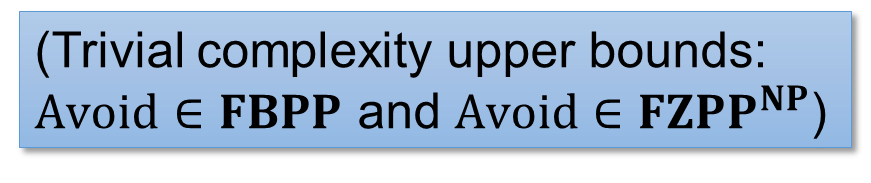 (Trivial complexity upper bounds:
Avoid ∈ FBPP and Avoid ∈ FZPP^NP)